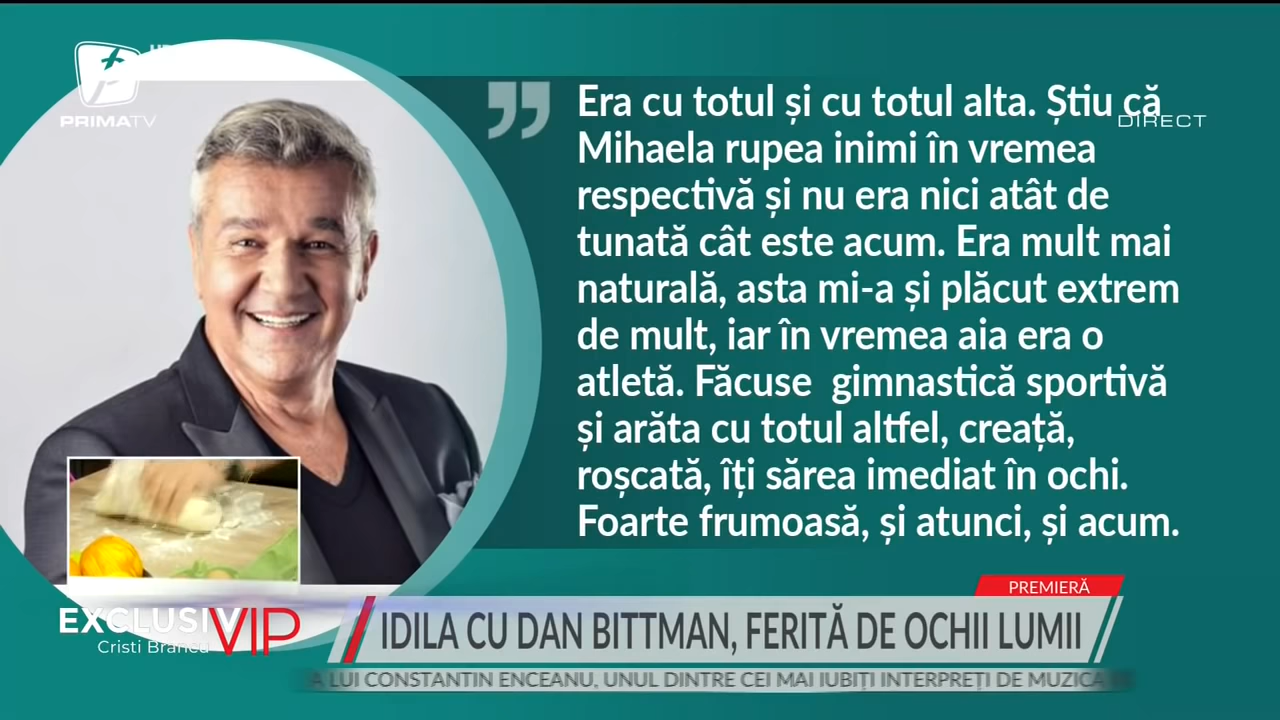 PRIMATV
DIRECT
Era cu totul și cu totul alta. Știu că
Mihaela rupea inimi în vremea
respectivă și nu era nici atât de
tunată cât este acum. Era mult mai
naturală, asta mi-a și plăcut extrem
de mult, iar în vremea aia era o
atletă. Făcuse  gimnastică sportivă
și arăta cu totul altfel, creață,
roșcată, îți sărea imediat în ochi.
Foarte frumoasă, și atunci, și acum.
PREMIERĂ
EXCLUSIV VIP
Cristi Brancu
IDILA CU DAN BITTMAN, FERITĂ DE OCHII LUMII
A LUI CONSTANTIN ENCEANU, UNUL DINTRE CEI MAI IUBIȚI INTERPREȚI DE MUZICA